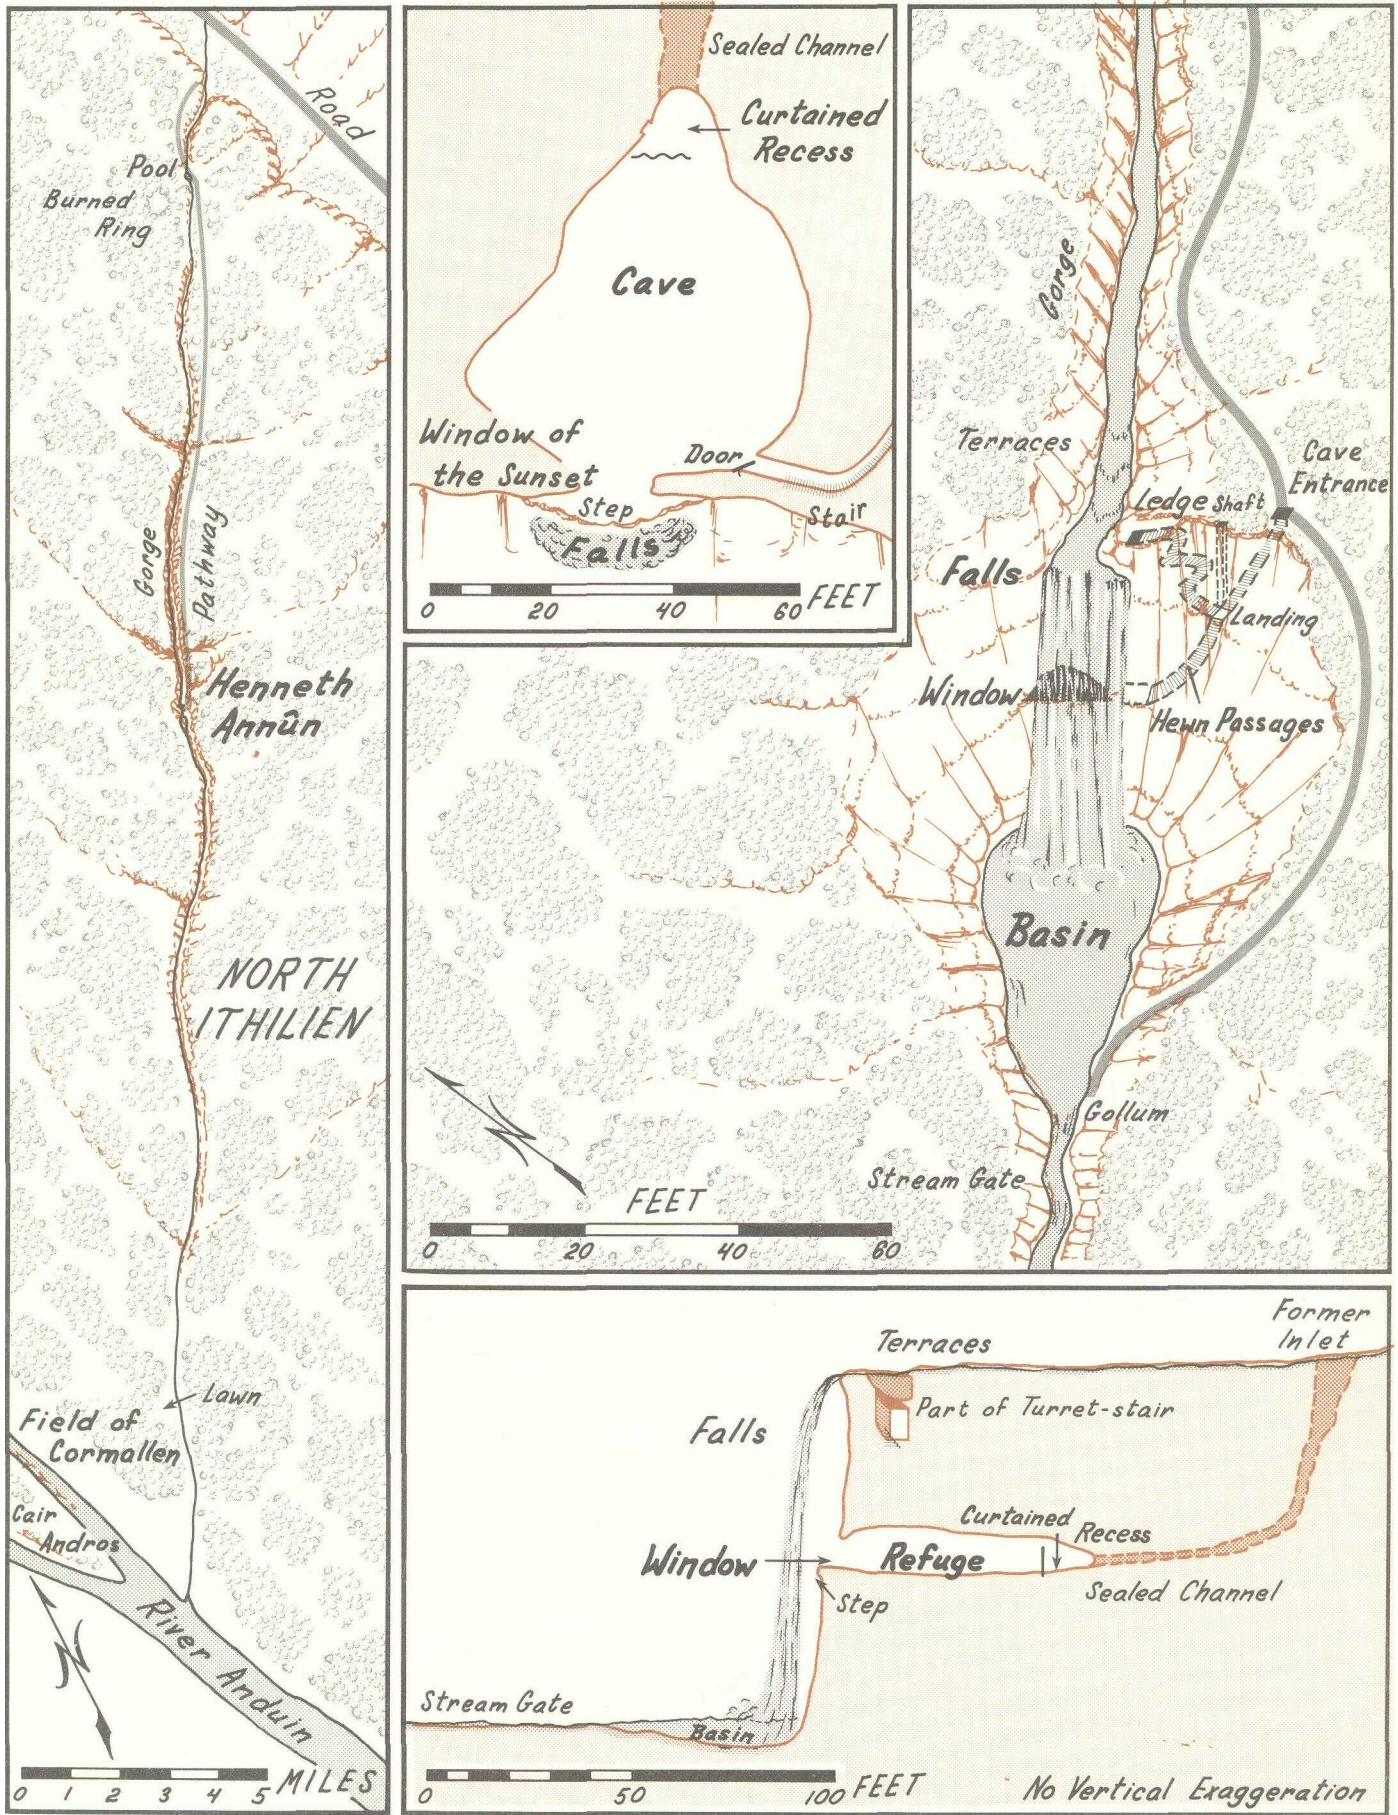 Road
Pool
Burned
Ring
Gorge
Pathway
Henneth
Annûn
NORTH
ITHILIEN
Lawn
Field of
Cormallen
Cair
Andros
River Anduin
N
0 1 2 3 4 5 MILES
Sealed Channel
Curtained
Recess
Cave
Window of
the Sunset
Door
Step
Stair
Falls
0 20 40 60 FEET
Gorge
Terraces
Cave
Entrance
Ledge Shaft
Falls
Landing
Window
Hewn Passages
Basin
Gollum
Stream Gate
N
FEET
0 20 40 60
Former
Inlet
Terraces
Part of Turret-stair
Falls
Curtained
Recess
Window
Refuge
Sealed Channel
Step
Stream Gate
Basin
0 50 100 FEET
No Vertical Exaggeration